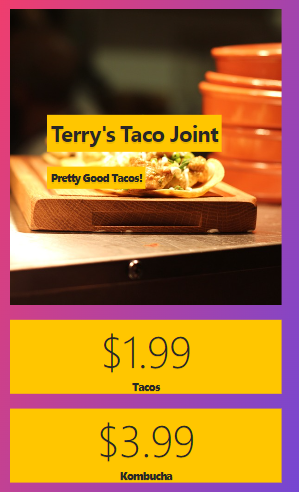 Terry's Taco Joint
Pretty Good Tacos!
$1.99
Tacos
$3.99
Kombucha